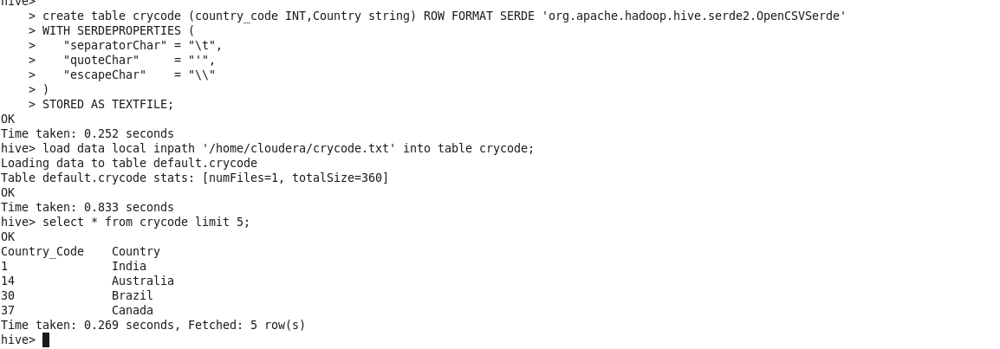 hive>
    > create table crycode (country_code INT,Country string) ROW FORMAT SERDE 'org.apache.hadoop.hive.serde2.OpenCSVSerde'
    > WITH SERDEPROPERTIES (
    >    "separatorChar" = "\t",
    >    "quoteChar"     = "'",
    >    "escapeChar"    = "\\"
    > )
    > STORED AS TEXTFILE;
OK
Time taken: 0.252 seconds
hive> load data local inpath '/home/cloudera/crycode.txt' into table crycode;
Loading data to table default.crycode
Table default.crycode stats: [numFiles=1, totalSize=360]
OK
Time taken: 0.833 seconds
hive> select * from crycode limit 5;
OK
Country_Code    Country
1               India
14              Australia
30              Brazil
37              Canada
Time taken: 0.269 seconds, Fetched: 5 row(s)
hive>